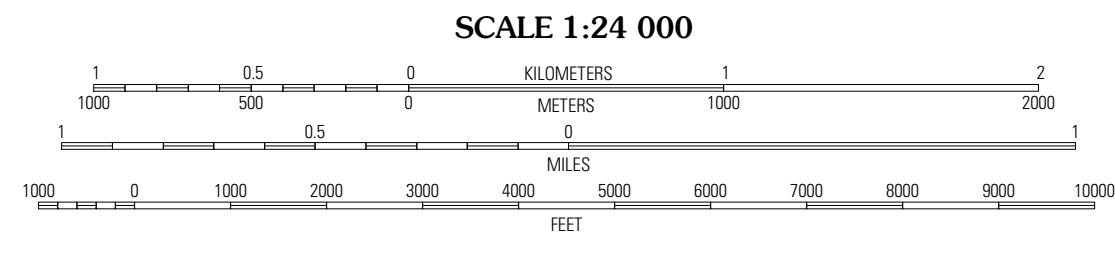 SCALE 1:24 000
1 0.5 0 KILOMETERS 1 2
1000 500 0 METERS 1000 2000
1 0.5 0 1
MILES
1000 0 1000 2000 3000 4000 5000 6000 7000 8000 9000 10000
FEET